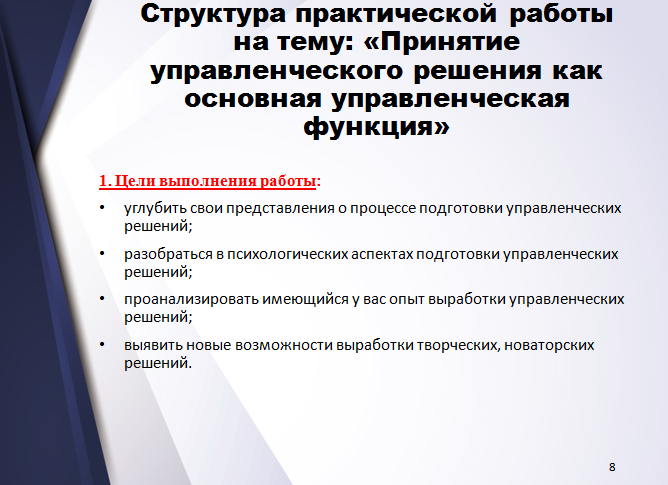 Структура практической работы
на тему: «Принятие
управленческого решения как
основная управленческая
функция»
1. Цели выполнения работы:
• углубить свои представления о процессе подготовки управленческих
решений;
• разобраться в психологических аспектах подготовки управленческих
решений;
• проанализировать имеющийся у вас опыт выработки управленческих
решений;
• выявить новые возможности выработки творческих, новаторских
решений.
8